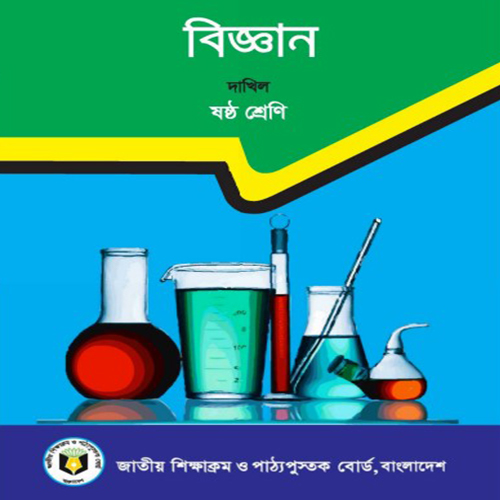 বিজ্ঞান
দাখিল
ষষ্ঠ শ্রেণি
জাতীয় শিক্ষাক্রম ও পাঠ্যপুস্তক বোর্ড, বাংলাদেশ